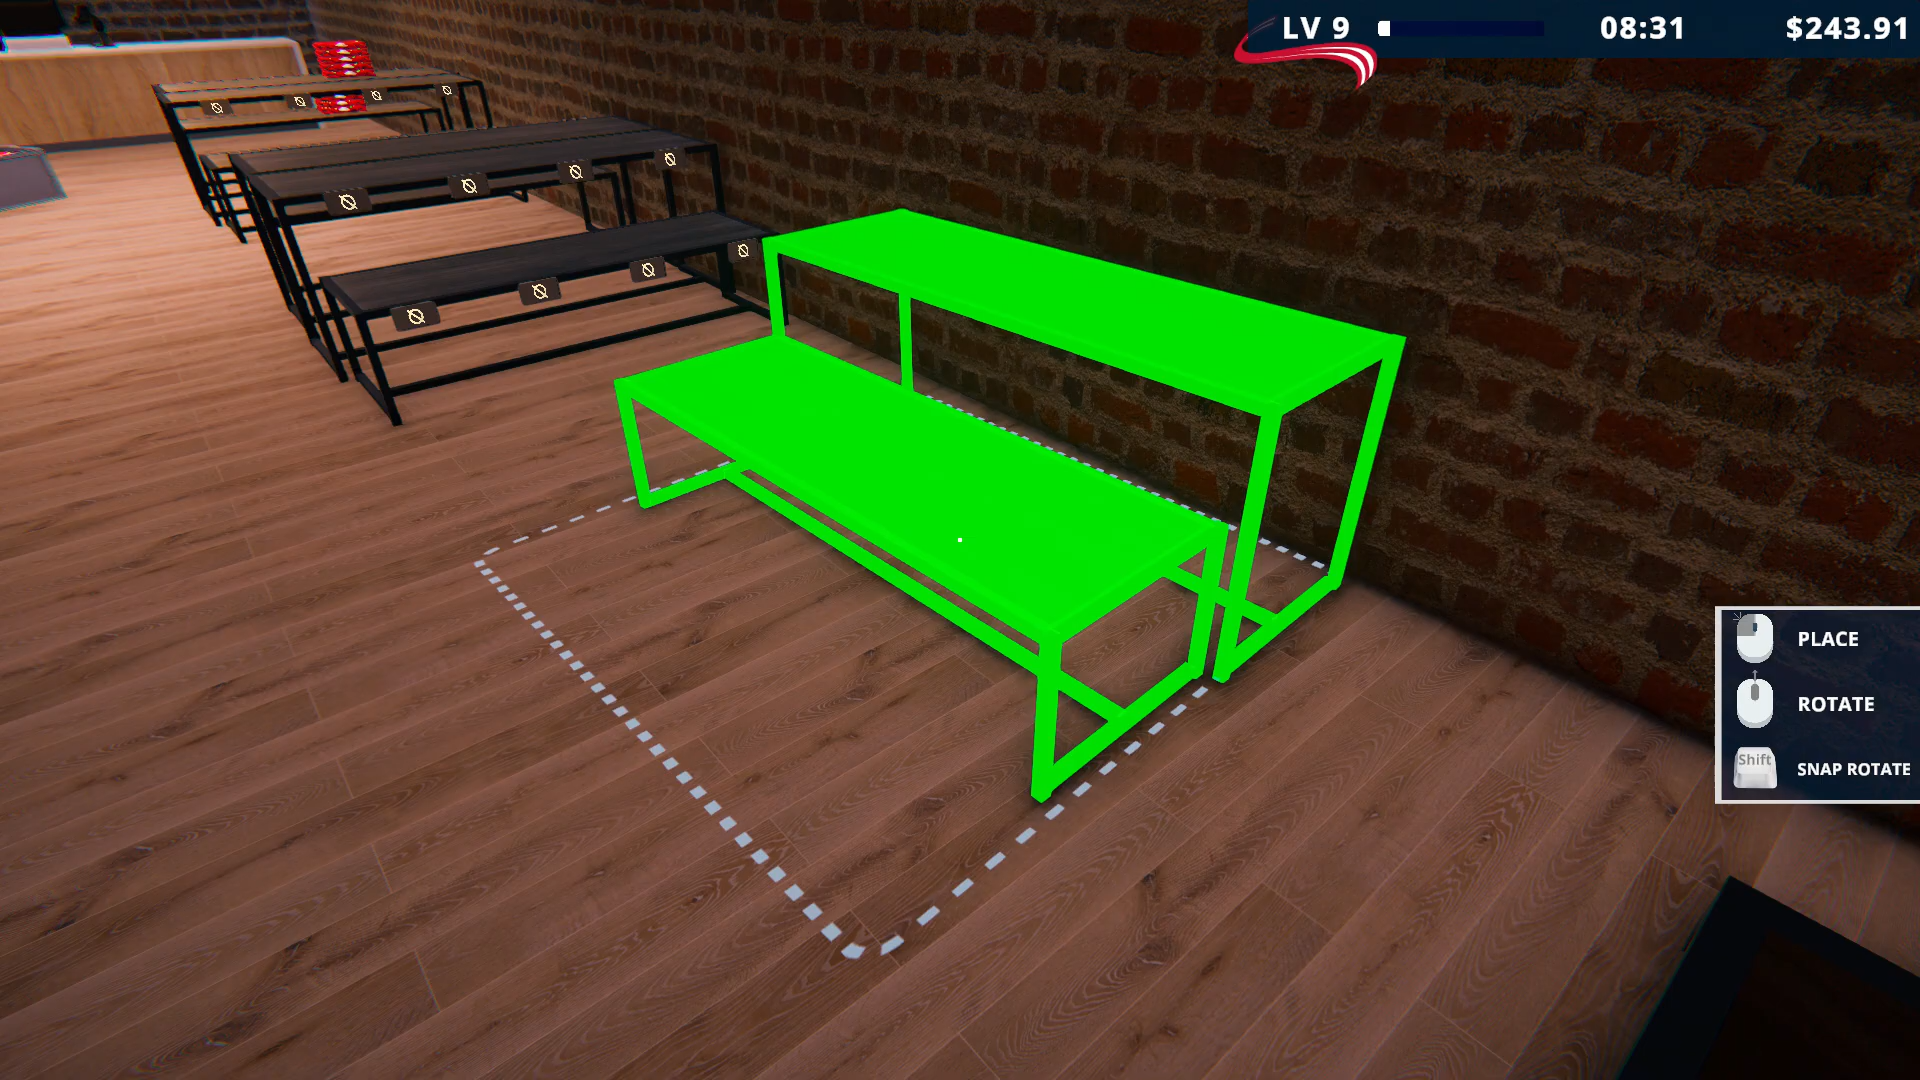 LV 9
08:31
$243.91
PLACE
ROTATE
Shift
SNAP ROTATE